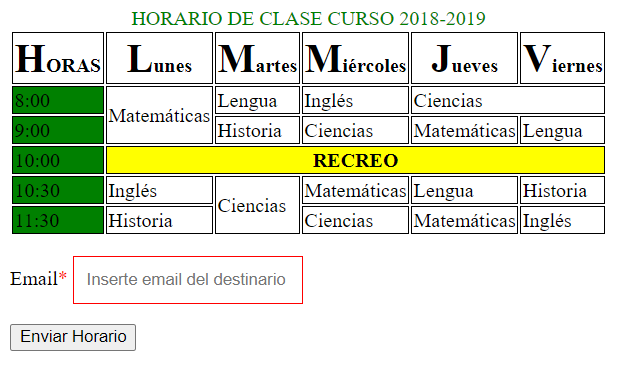 HORARIO DE CLASE CURSO 2018-2019
HORAS Lunes Martes Miércoles Jueves Viernes
8:00 Matemáticas Lengua Inglés Ciencias
9:00 Historia Ciencias Matemáticas Lengua
10:00 RECREO
10:30 Inglés Ciencias Matemáticas Lengua Historia
11:30 Historia Ciencias Matemáticas Inglés
Email* Inserte email del destinario
Enviar Horario